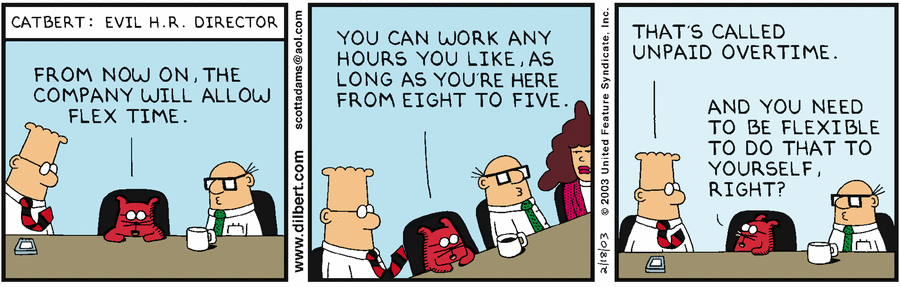 CATBERT: EVIL H.R. DIRECTOR
FROM NOW ON, THE
COMPANY WILL ALLOW
FLEX TIME.
www.dilbert.com
scottadams@aol.com
YOU CAN WORK ANY
HOURS YOU LIKE, AS
LONG AS YOU'RE HERE
FROM EIGHT TO FIVE.
2/18/03
© 2003 United Feature Syndicate, Inc.
THAT'S CALLED
UNPAID OVERTIME.
AND YOU NEED
TO BE FLEXIBLE
TO DO THAT TO
YOURSELF,
RIGHT?